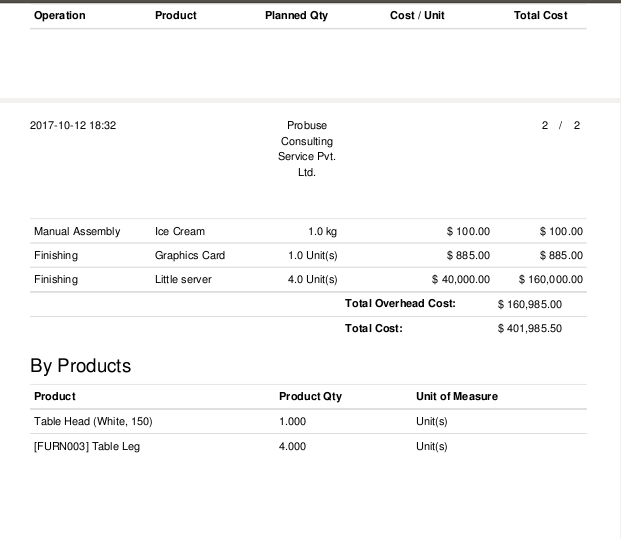 Operation Product Planned Qty Cost / Unit Total Cost
2017-10-12 18:32 Probuse 2 / 2
Consulting
Service Pvt.
Ltd.
Manual Assembly Ice Cream 1.0 kg $ 100.00 $ 100.00
Finishing Graphics Card 1.0 Unit(s) $ 885.00 $ 885.00
Finishing Little server 4.0 Unit(s) $ 40,000.00 $ 160,000.00
Total Overhead Cost: $ 160,985.00
Total Cost: $ 401,985.50
By Products
Product Product Qty Unit of Measure
Table Head (White, 150) 1.000 Unit(s)
[FURN003] Table Leg 4.000 Unit(s)